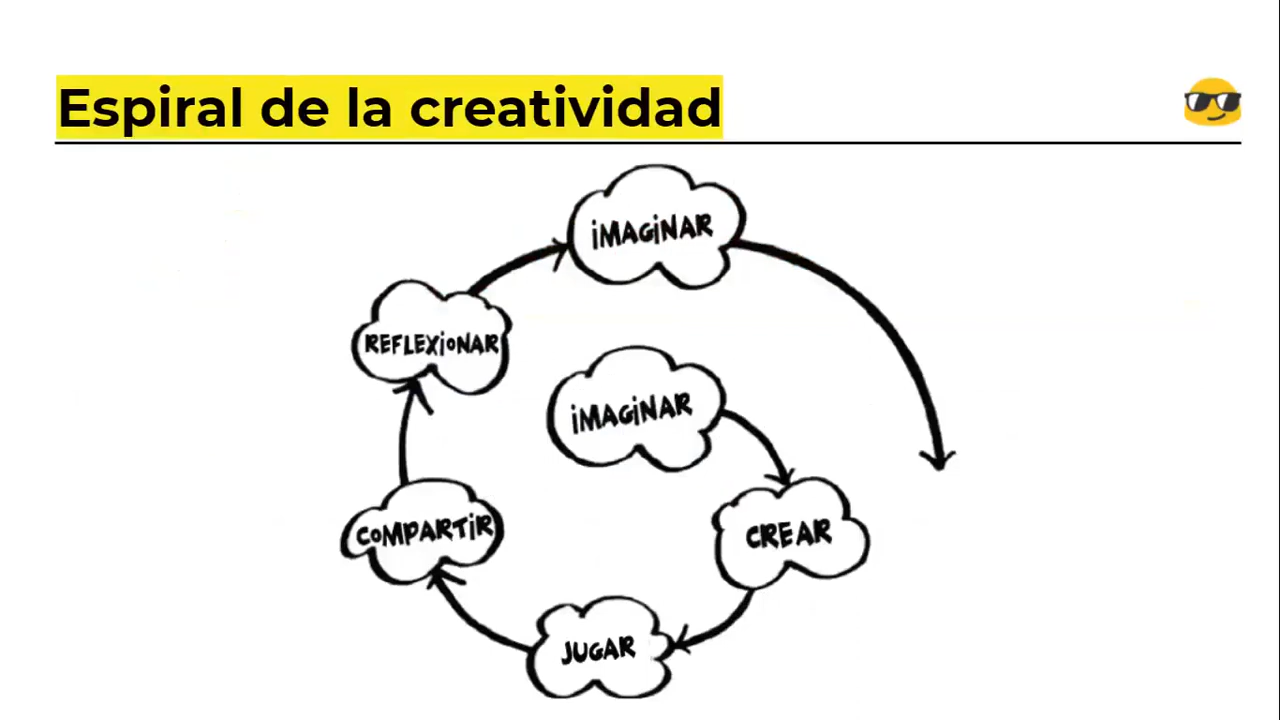 Espiral de la creatividad
iMAGiNAR
REFLEXiONAR
iMAGiNAR
CREAR
COMPARTiR
JUGAR